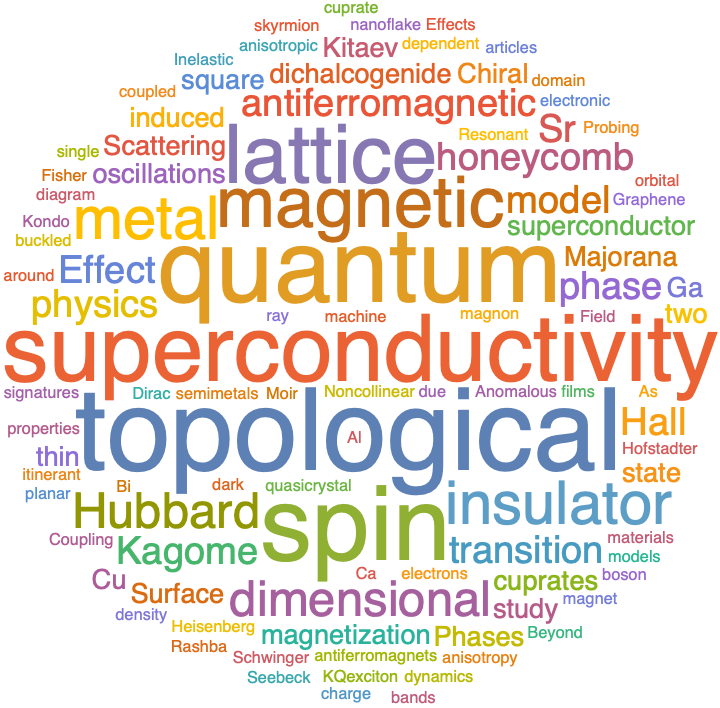 cuprate
skyrmion nanoflake Effects
anisotropic Kitaev dependent articles
Inelastic
square dichalcogenide Chiral domain
coupled
induced antiferromagnetic electronic
Scattering lattice Resonant Sr Probing
single
Fisher oscillations honeycomb
diagram magnetic model orbital
Graphene
Kondo metal superconductor
buckled
quantum Majorana
around Effect phase Ga
physics
ray machine magnon Field two
superconductivity
signatures Dirac semimetals Moir Noncollinear due Anomalous films As
topological
properties thin Al Hall
Hofstadter
itinerant state
planar Bi dark quasicrystal
Hubbard spin insulator
Coupling Kagome transition materials
models
Cu Ca electrons cuprates boson
Surface dimensional study magnet
density
Heisenberg magnetization Phases Beyond
Rashba
Schwinger antiferromagnets anisotropy
Seebeck KQexciton dynamics
charge bands